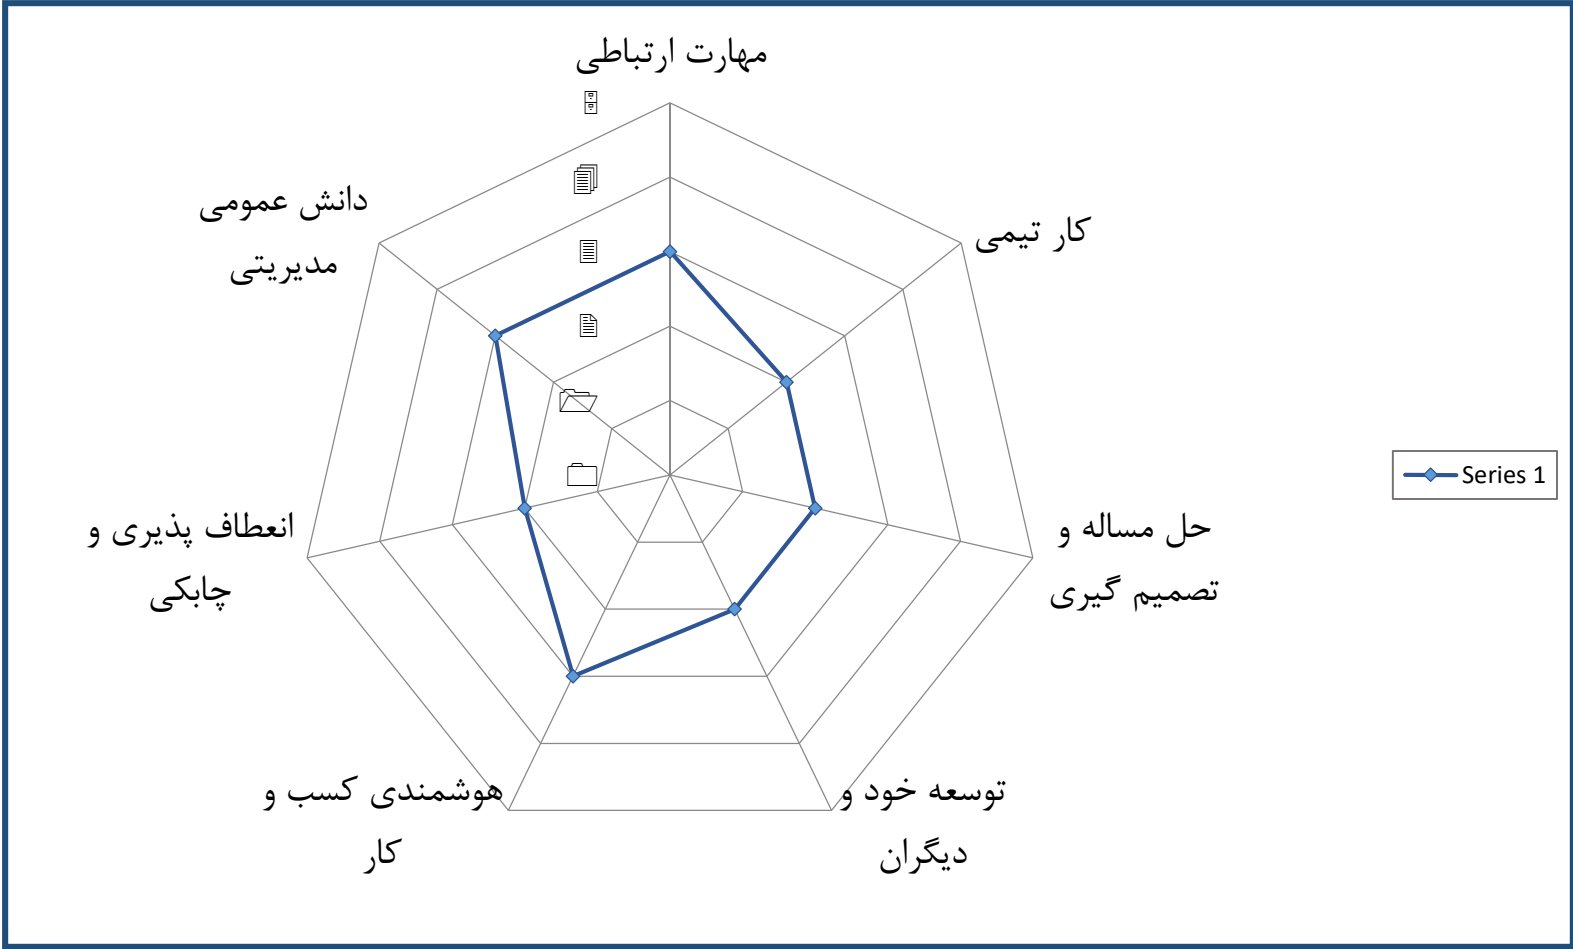 مهارت ارتباطی
کار تیمی
حل مساله و
تصمیم گیری
توسعه خود و
دیگران
هوشمندی کسب و
کار
انعطاف پذیری و
چابکی
دانش عمومی
مدیریتی
🗄
🗐
🗏
🗎
🗁
🗀
Series 1